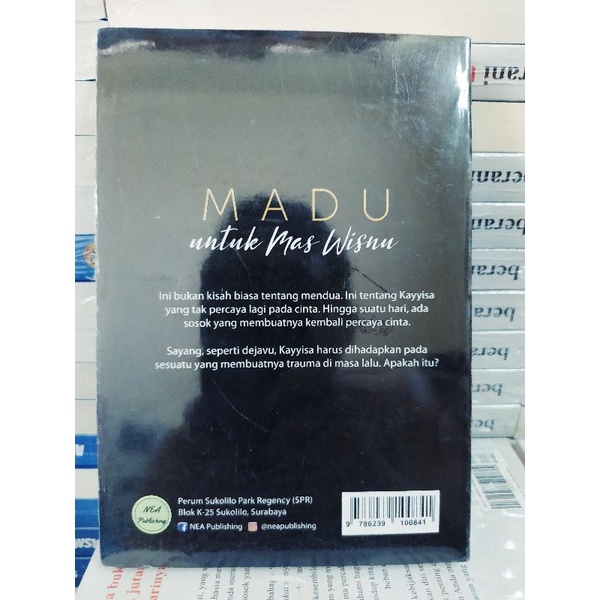 MADU
untuk Mas Wisnu
Ini bukan kisah biasa tentang mendua. Ini tentang Kayyisa
yang tak percaya lagi pada cinta. Hingga suatu hari, ada
sosok yang membuatnya kembali percaya cinta.
Sayang, seperti dejavu, Kayyisa harus dihadapkan pada
sesuatu yang membuatnya trauma di masa lalu. Apakah itu?
NEA
Publishing
Perum Sukolilo Park Regency (SPR)
Blok K-25 Sukolilo, Surabaya
NEA Publishing
@neapublishing
9 786239 100841